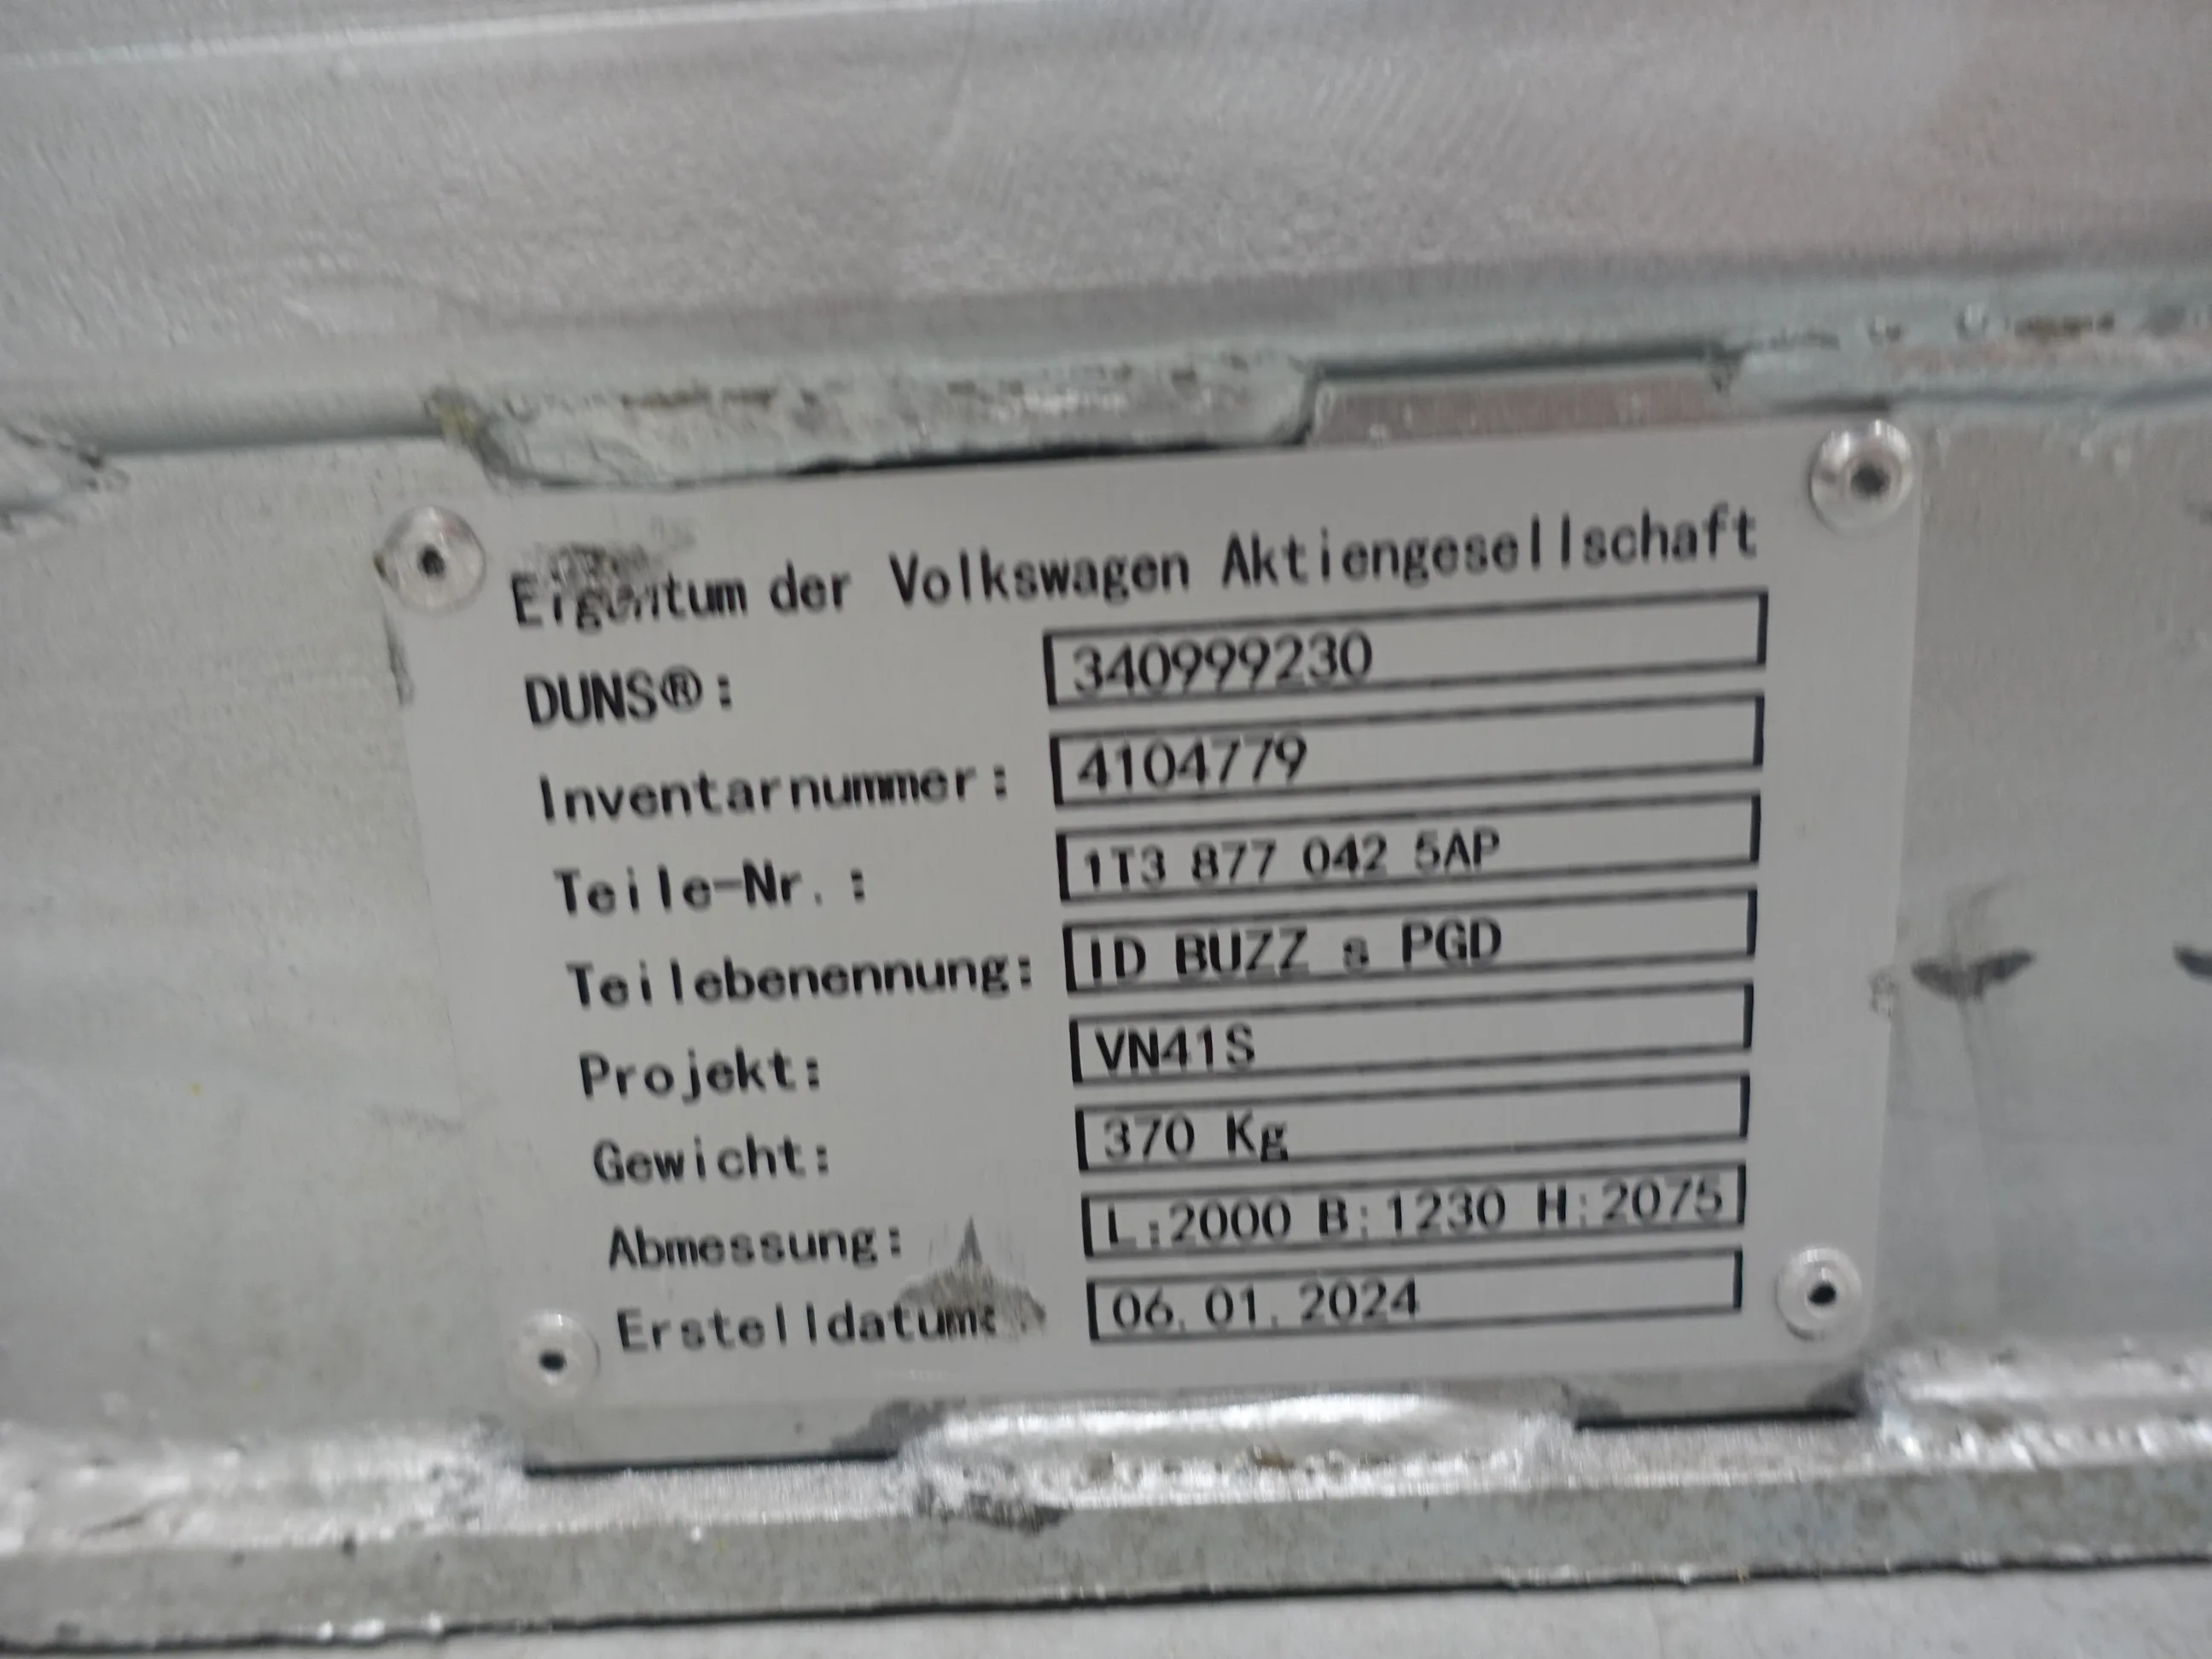 Eigentum der Volkswagen Aktiengesellschaft
DUNS®: 340999230
Inventarnummer: 4104779
Teile-Nr.: 1T3 877 042 5AP
Teilebenennung: ID BUZZ a PGD
Projekt: VN41S
Gewicht: 370 Kg
Abmessung: L:2000 B:1230 H:2075
Erstelldatum: 06.01.2024